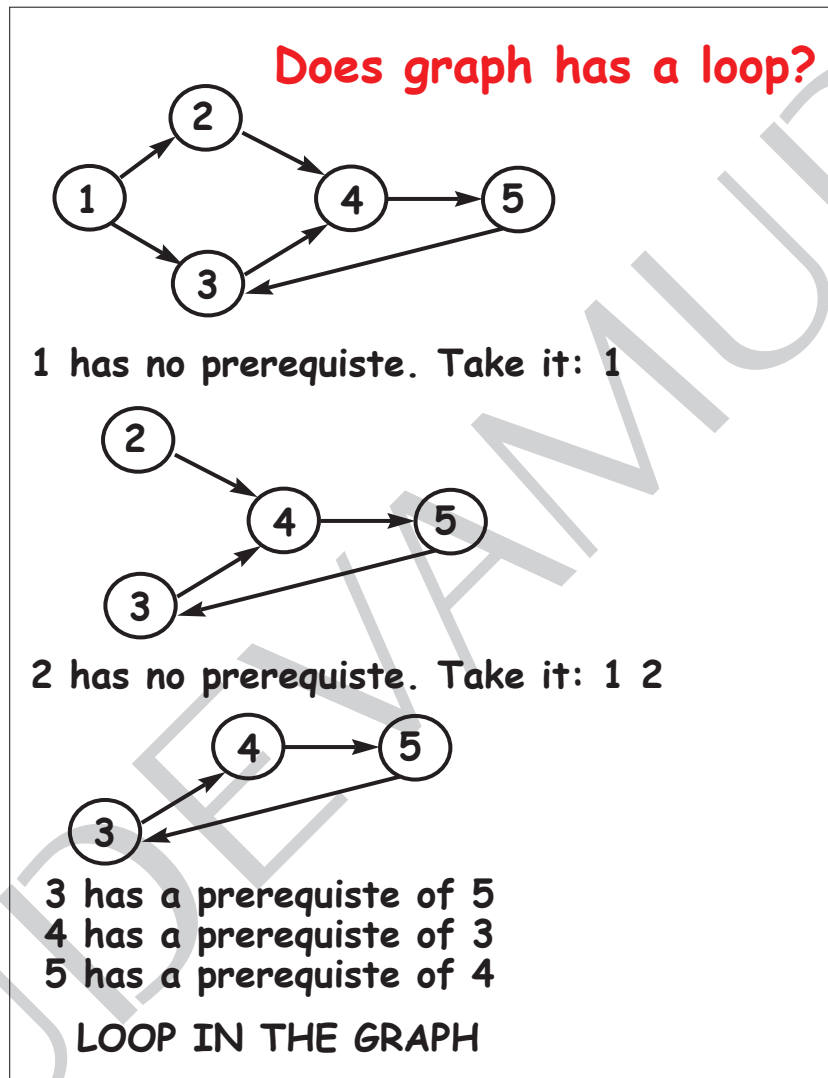 Does graph has a loop?
2
1
4
5
3
1 has no prerequiste. Take it: 1
2
4
5
3
2 has no prerequiste. Take it: 1 2
4
5
3
3 has a prerequiste of 5
4 has a prerequiste of 3
5 has a prerequiste of 4
LOOP IN THE GRAPH
UDEVAMU